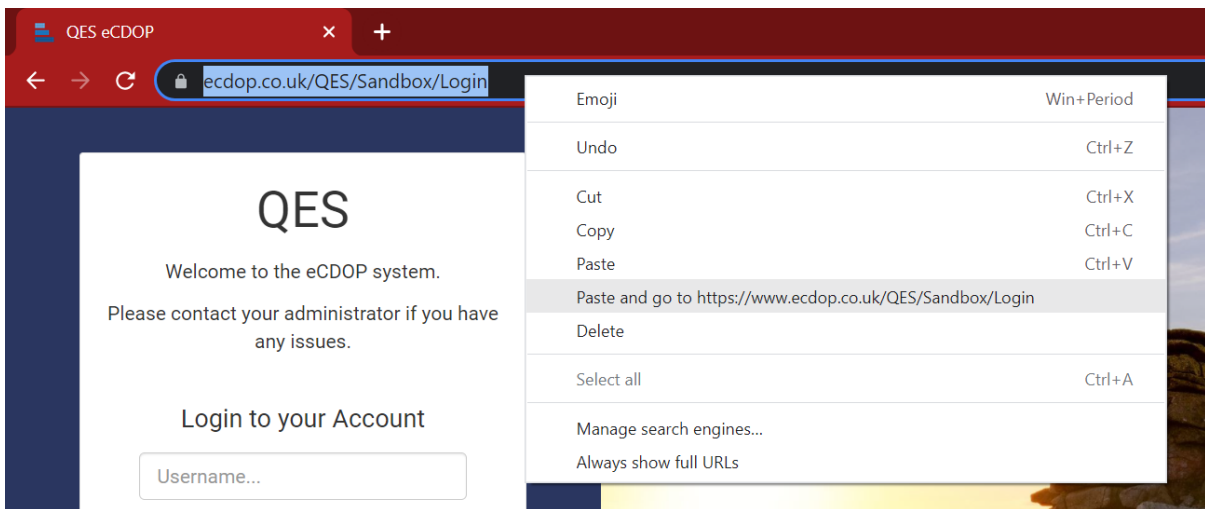 QES eCDOP
ecdop.co.uk/QES/Sandbox/Login
Emoji Win+Period
Undo Ctrl+Z
Cut Ctrl+X
Copy Ctrl+C
Paste Ctrl+V
Paste and go to https://www.ecdop.co.uk/QES/Sandbox/Login
Delete
Select all Ctrl+A
Manage search engines...
Always show full URLs
QES
Welcome to the eCDOP system.
Please contact your administrator if you have
any issues.
Login to your Account
Username...